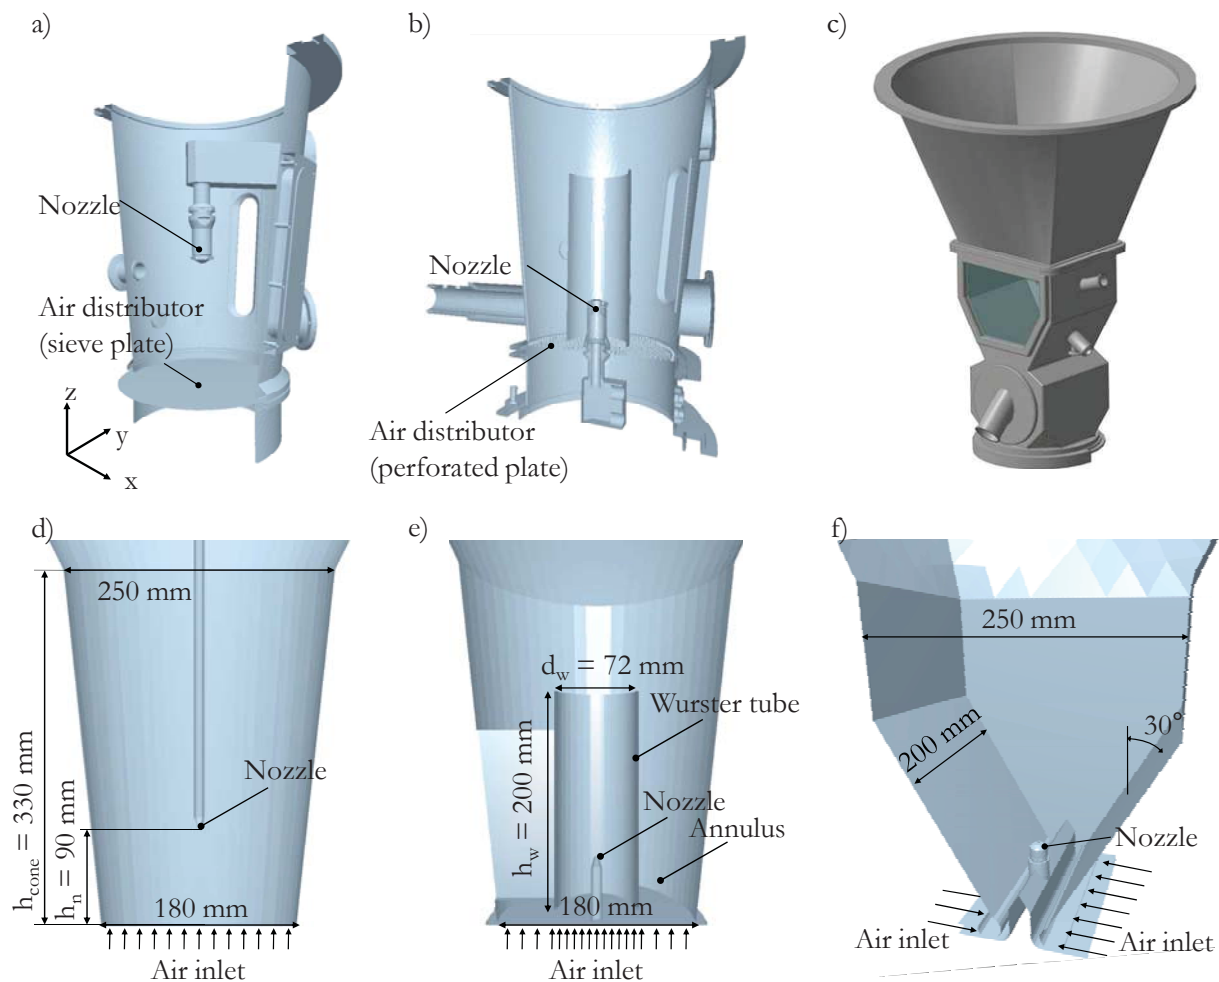 a)
b)
c)
Nozzle
Air distributor
(sieve plate)
z
y
x
Nozzle
Air distributor
(perforated plate)
d)
e)
f)
250 mm
h_cone = 330 mm
h_n = 90 mm
Nozzle
180 mm
Air inlet
d_w = 72 mm
Wurster tube
h_w = 200 mm
Nozzle
Annulus
180 mm
Air inlet
250 mm
200 mm
30°
Nozzle
Air inlet
Air inlet